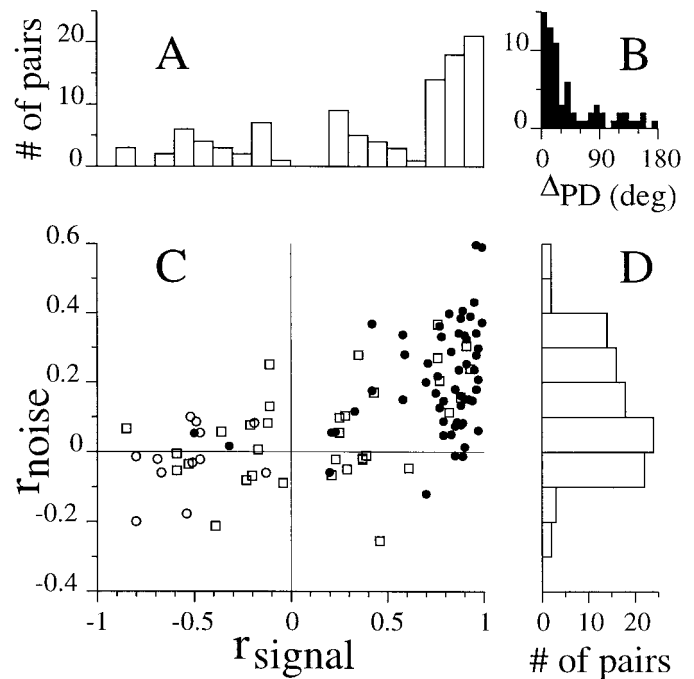 A
# of pairs
20
10
0
B
10
0
0 90 180
ΔPD (deg)
C
rnoise
0.6
0.4
0.2
0
-0.2
-0.4
-1 -0.5 0 0.5 1
rsignal
D
0 10 20
# of pairs